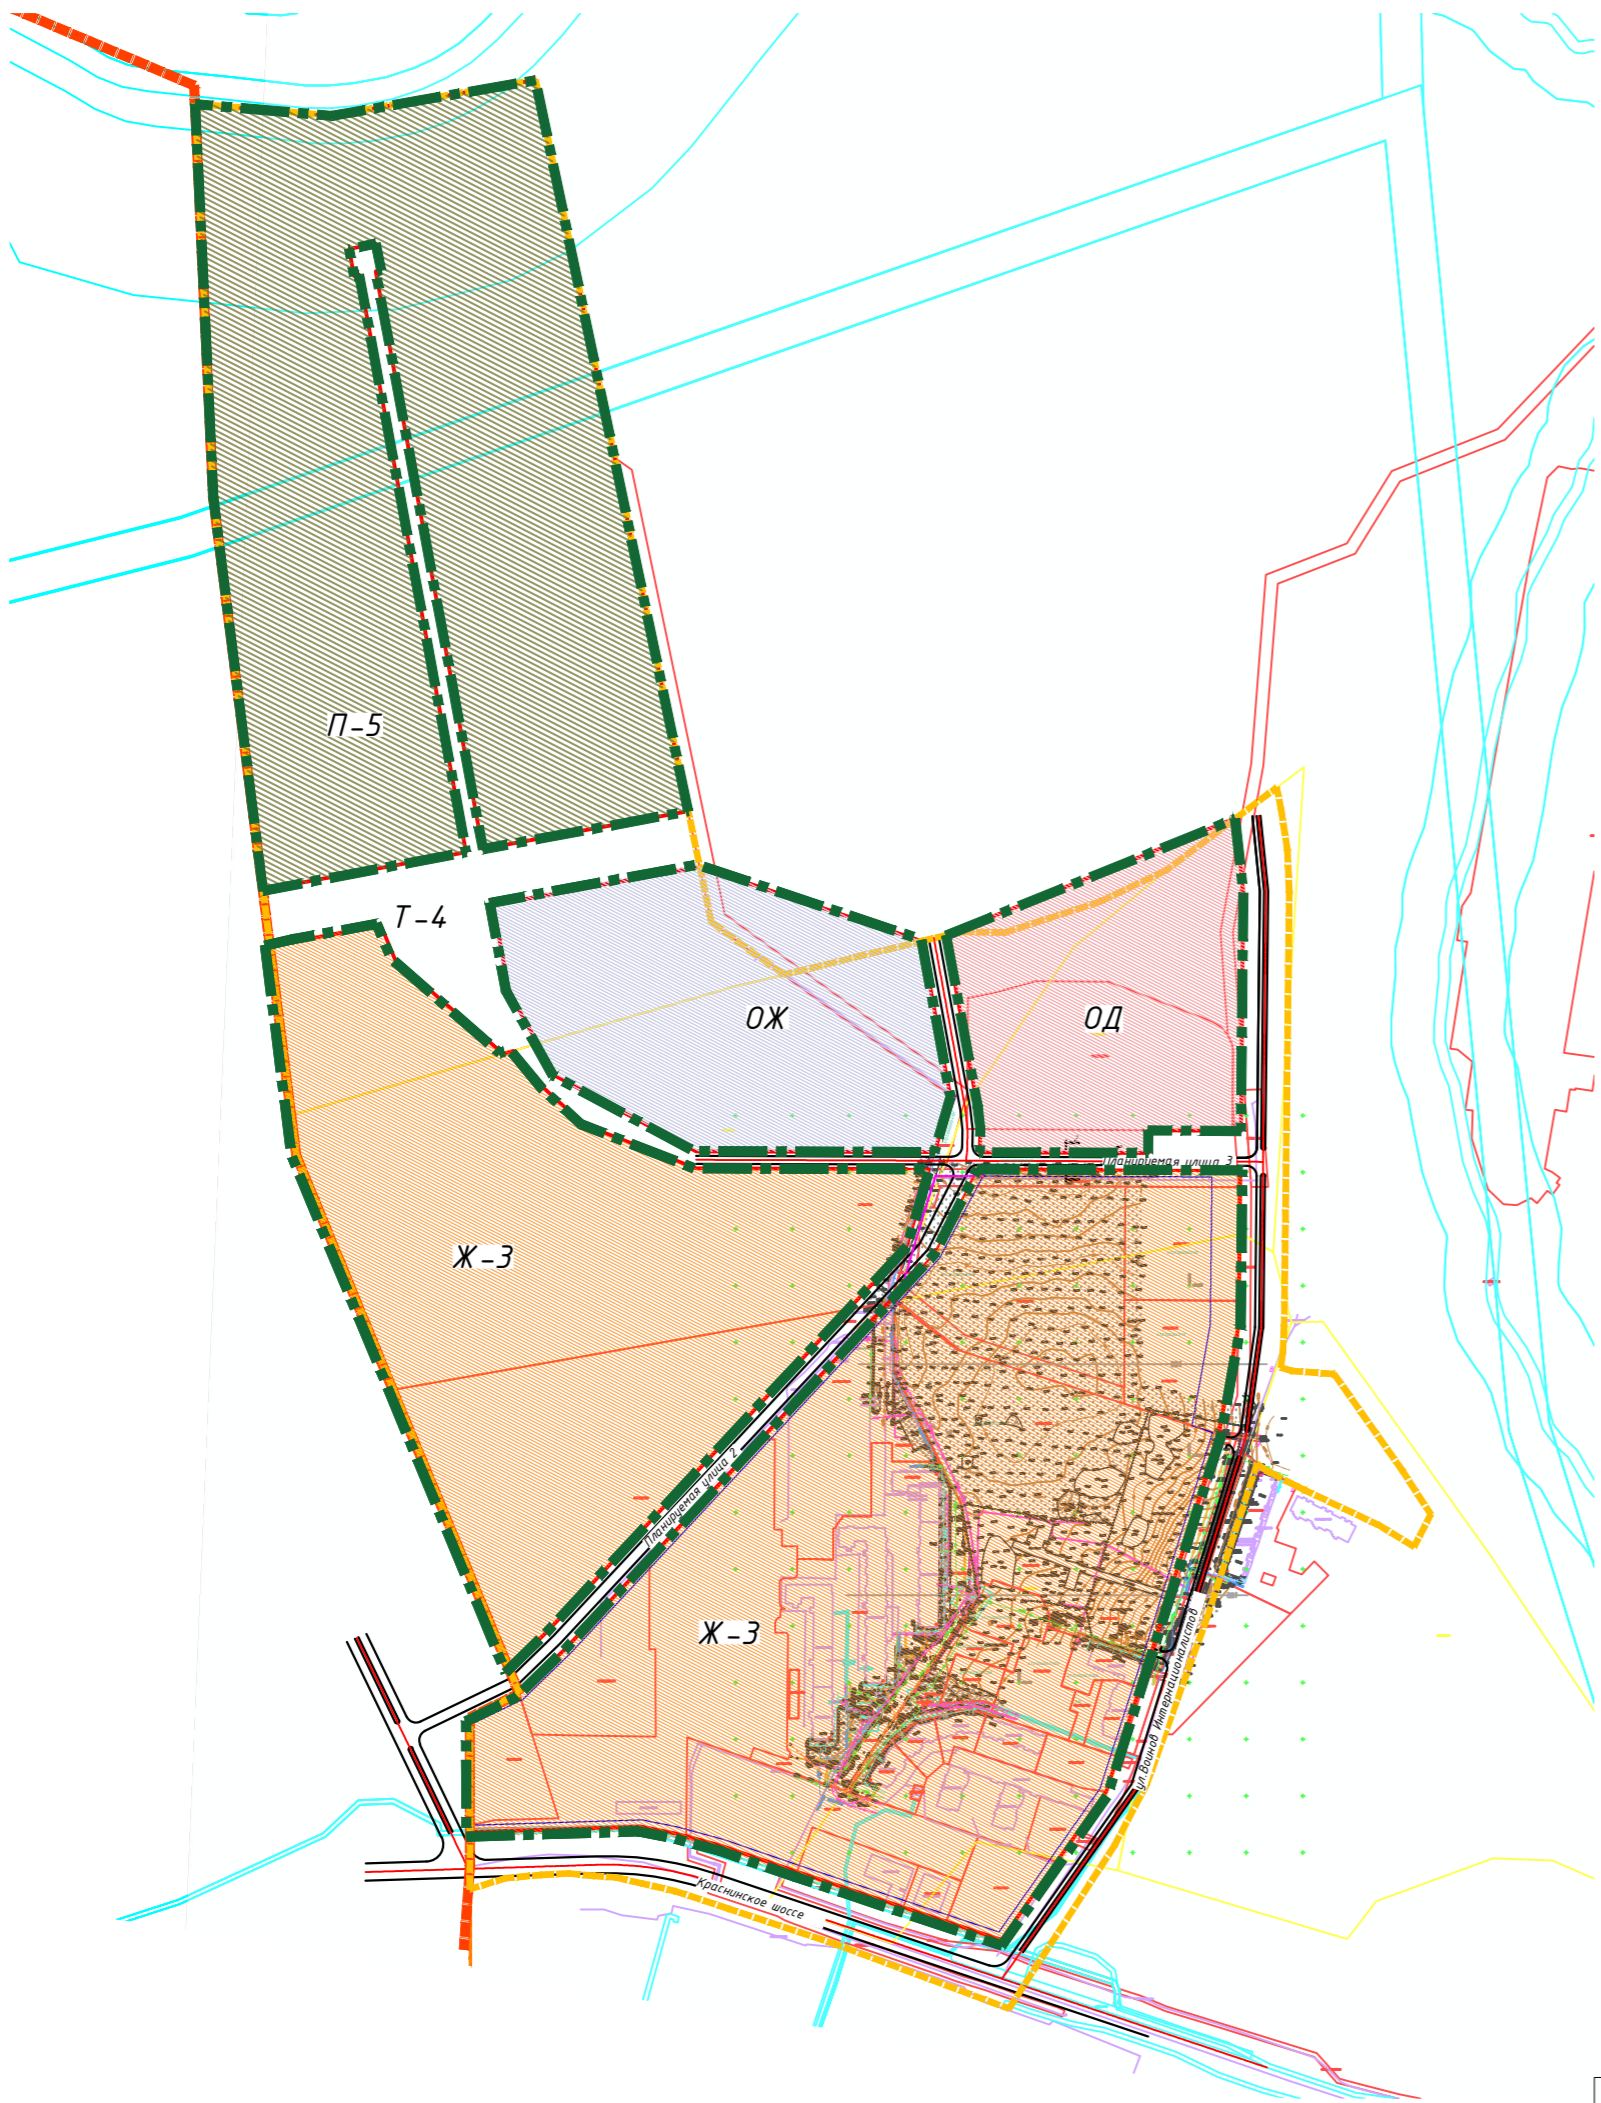 П-5
Т-4
ОЖ
ОД
Планируемая улица 3
Ж-3
Планируемая улица 2
Ж-3
ул.Воинов Интернационалистов
Краснинское шоссе